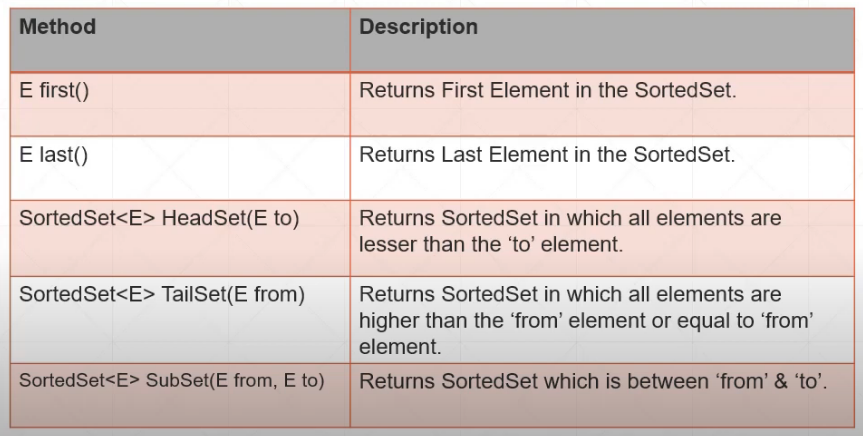 Method
Description
E first()
Returns First Element in the SortedSet.
E last()
Returns Last Element in the SortedSet.
SortedSet<E> HeadSet(E to)
Returns SortedSet in which all elements are
lesser than the ‘to’ element.
SortedSet<E> TailSet(E from)
Returns SortedSet in which all elements are
higher than the ‘from’ element or equal to ‘from’
element.
SortedSet<E> SubSet(E from, E to)
Returns SortedSet which is between ‘from’ & ‘to’.